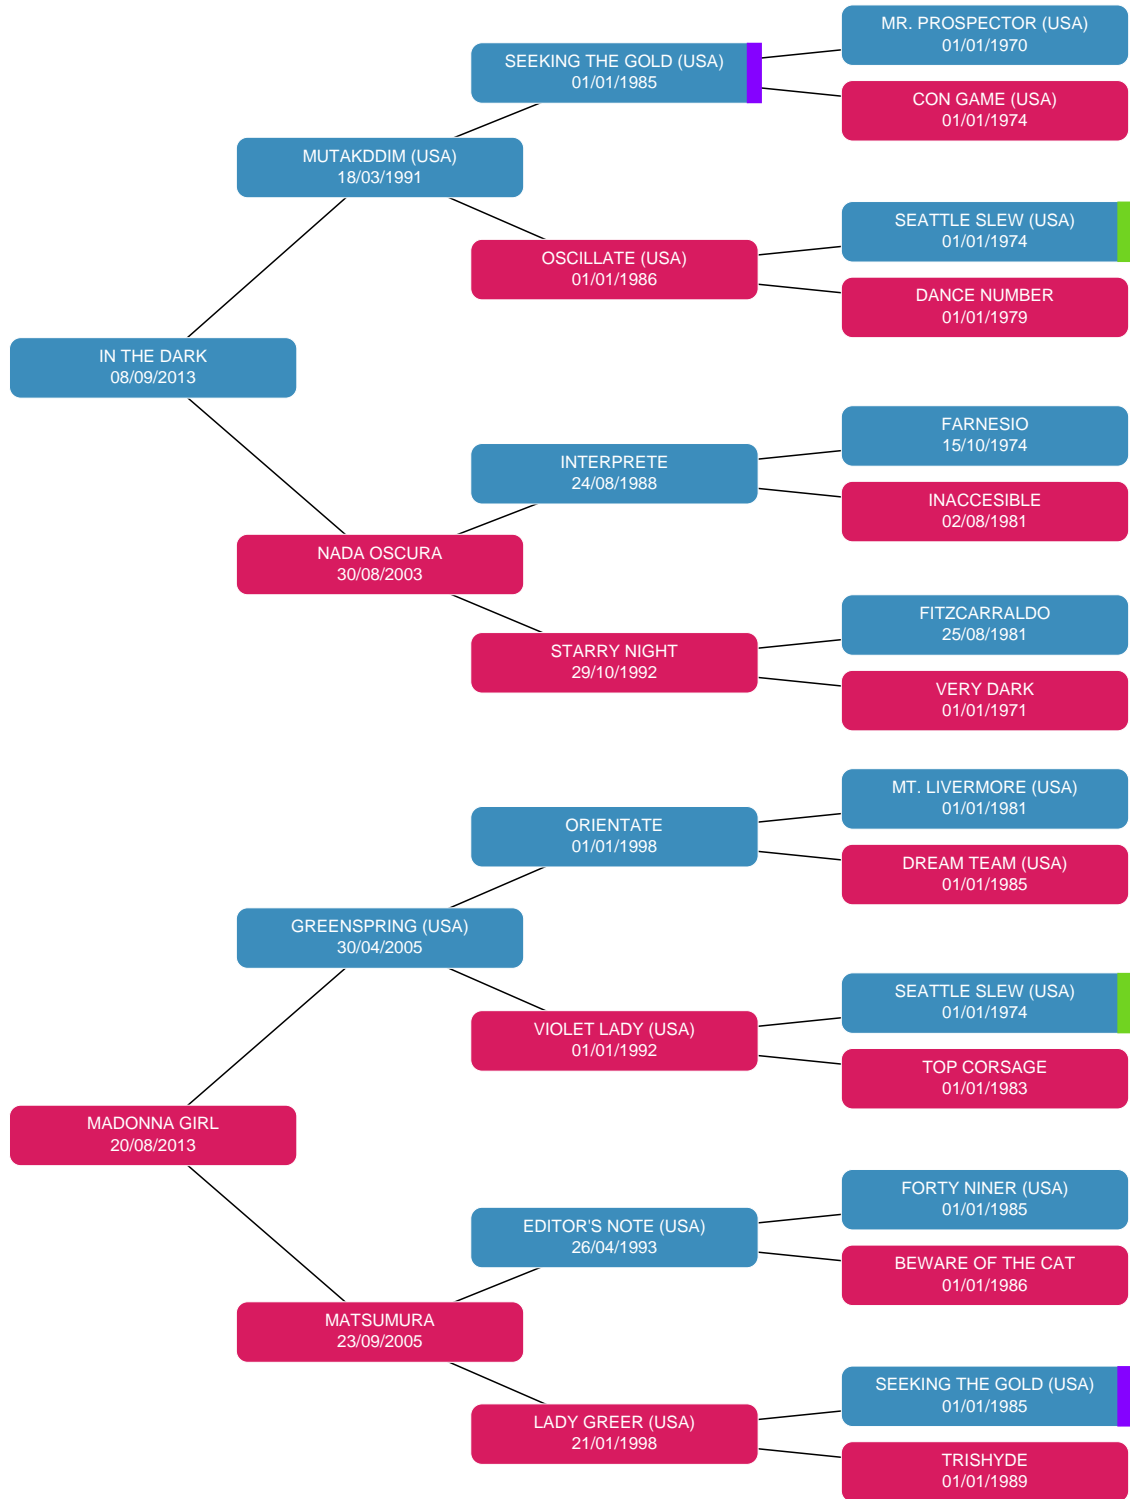 MR. PROSPECTOR (USA)
01/01/1970
SEEKING THE GOLD (USA)
01/01/1985
CON GAME (USA)
01/01/1974
MUTAKDDIM (USA)
18/03/1991
SEATTLE SLEW (USA)
01/01/1974
OSCILLATE (USA)
01/01/1986
DANCE NUMBER
01/01/1979
IN THE DARK
08/09/2013
FARNESIO
15/10/1974
INTERPRETE
24/08/1988
INACCESIBLE
02/08/1981
NADA OSCURA
30/08/2003
FITZCARRALDO
25/08/1981
STARRY NIGHT
29/10/1992
VERY DARK
01/01/1971
MT. LIVERMORE (USA)
01/01/1981
ORIENTATE
01/01/1998
DREAM TEAM (USA)
01/01/1985
GREENSPRING (USA)
30/04/2005
SEATTLE SLEW (USA)
01/01/1974
VIOLET LADY (USA)
01/01/1992
TOP CORSAGE
01/01/1983
MADONNA GIRL
20/08/2013
FORTY NINER (USA)
01/01/1985
EDITOR'S NOTE (USA)
26/04/1993
BEWARE OF THE CAT
01/01/1986
MATSUMURA
23/09/2005
SEEKING THE GOLD (USA)
01/01/1985
LADY GREER (USA)
21/01/1998
TRISHYDE
01/01/1989